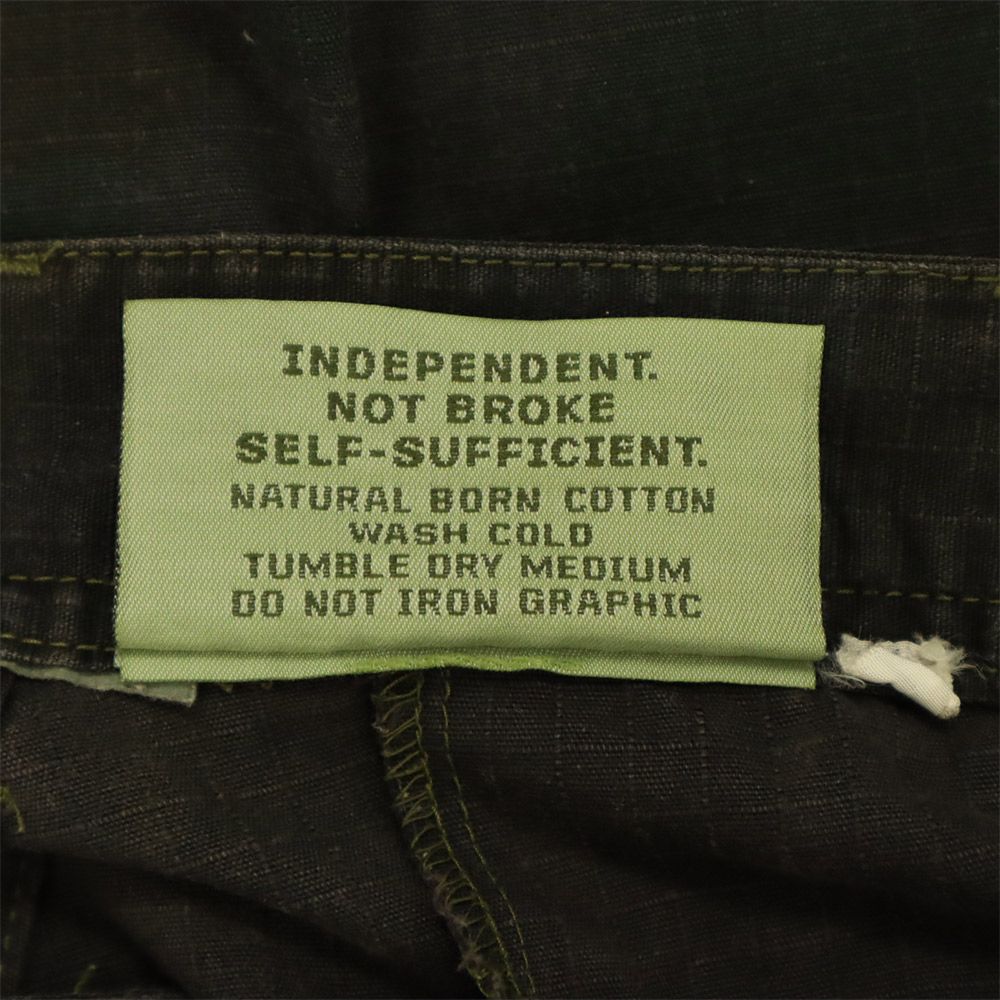 INDEPENDENT.
NOT BROKE
SELF-SUFFICIENT.
NATURAL BORN COTTON
WASH COLD
TUMBLE DRY MEDIUM
DO NOT IRON GRAPHIC